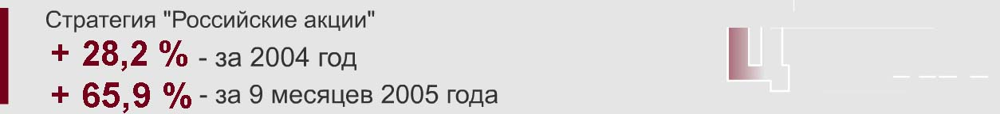 Стратегия "Российские акции"
+ 28,2 % - за 2004 год
+ 65,9 % - за 9 месяцев 2005 года